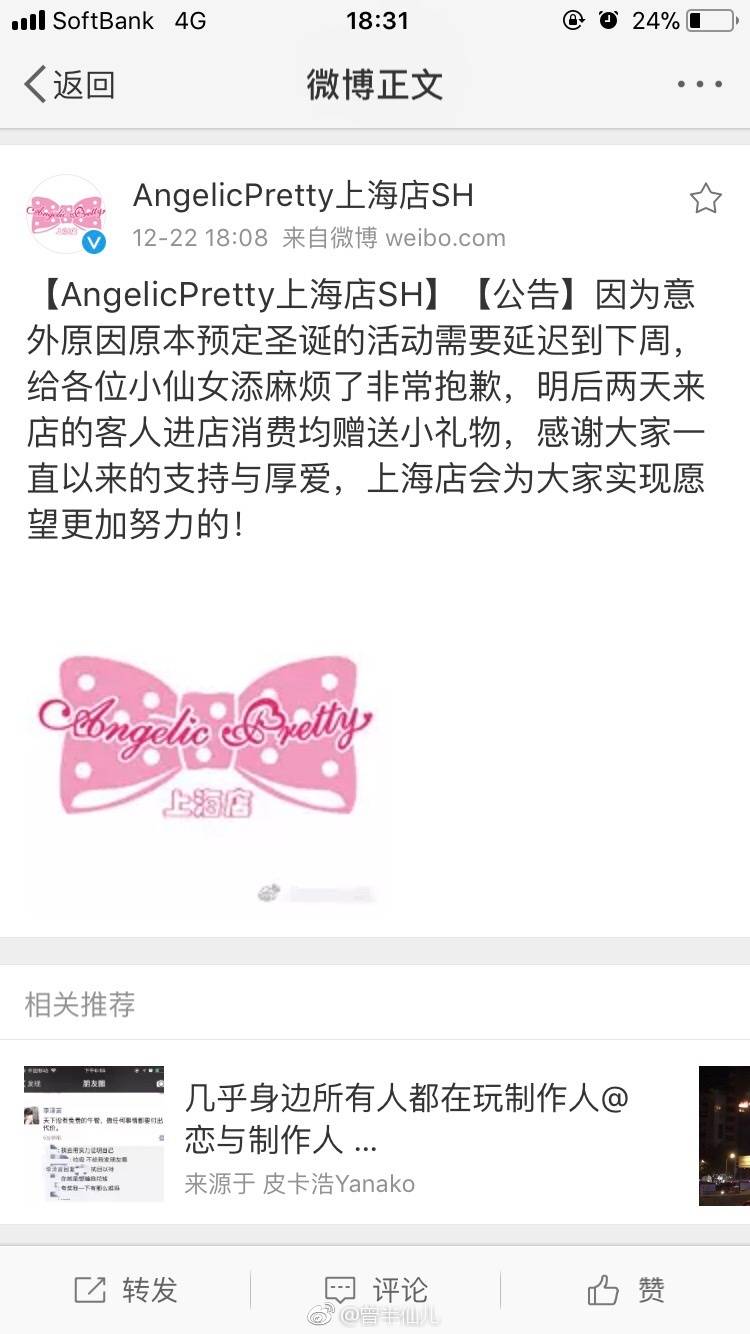 SoftBank 4G 18:31 24%
返回 微博正文
AngelicPretty上海店SH
12-22 18:08 来自微博 weibo.com
【AngelicPretty上海店SH】【公告】因为意
外原因原本预定圣诞的活动需要延迟到下周，
给各位小仙女添麻烦了非常抱歉，明后两天来
店的客人进店消费均赠送小礼物，感谢大家一
直以来的支持与厚爱，上海店会为大家实现愿
望更加努力的！
Angelic Pretty
上海店
相关推荐
朋友圈
几乎身边所有人都在玩制作人@
恋与制作人 ...
来源于 皮卡浩Yanako
转发 评论 赞